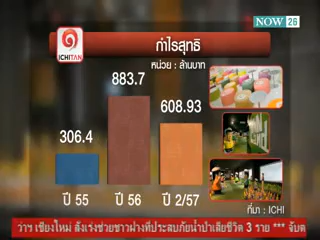 NOW 26
ICHITAN
กำไรสุทธิ
หน่วย : ล้านบาท
883.7
608.93
306.4
ปี 55
ปี 56
ปี 2/57
ที่มา : ICHI
ว่าฯ เชียงใหม่ สั่งเร่งช่วยชาวฝางที่ประสบภัยน้ำป่าเสียชีวิต 3 ราย *** จับต